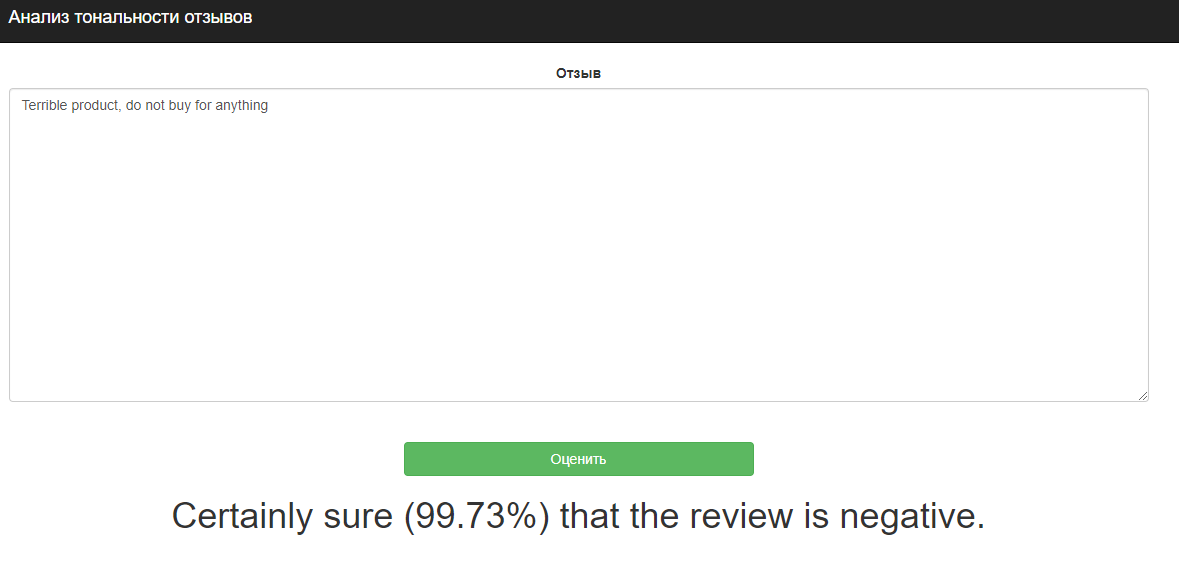 Анализ тональности отзывов
Отзыв
Terrible product, do not buy for anything
Оценить
Certainly sure (99.73%) that the review is negative.